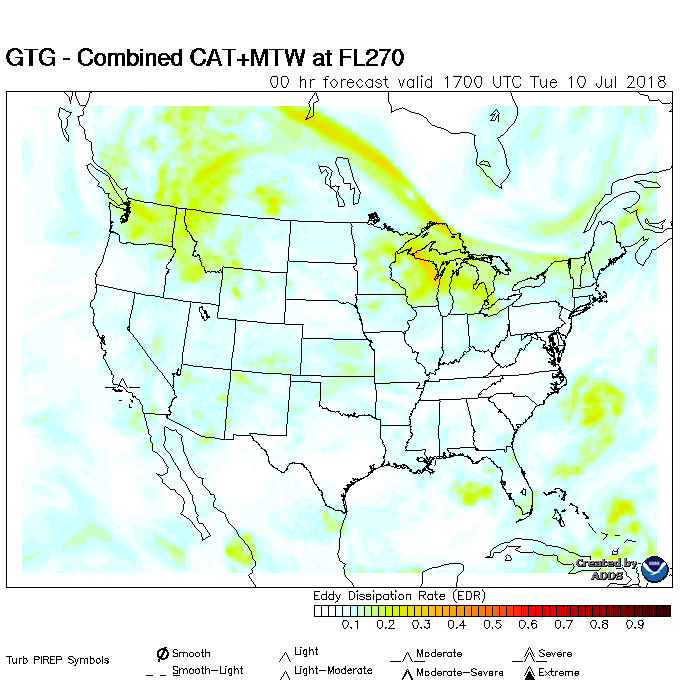 GTG - Combined CAT+MTW at FL270
00 hr forecast valid 1700 UTC Tue 10 Jul 2018
Created by
ADDS
Eddy Dissipation Rate (EDR)
0.1 0.2 0.3 0.4 0.5 0.6 0.7 0.8 0.9
Turb PIREP Symbols
Smooth Light Moderate Severe
Smooth-Light Light-Moderate Moderate-Severe Extreme